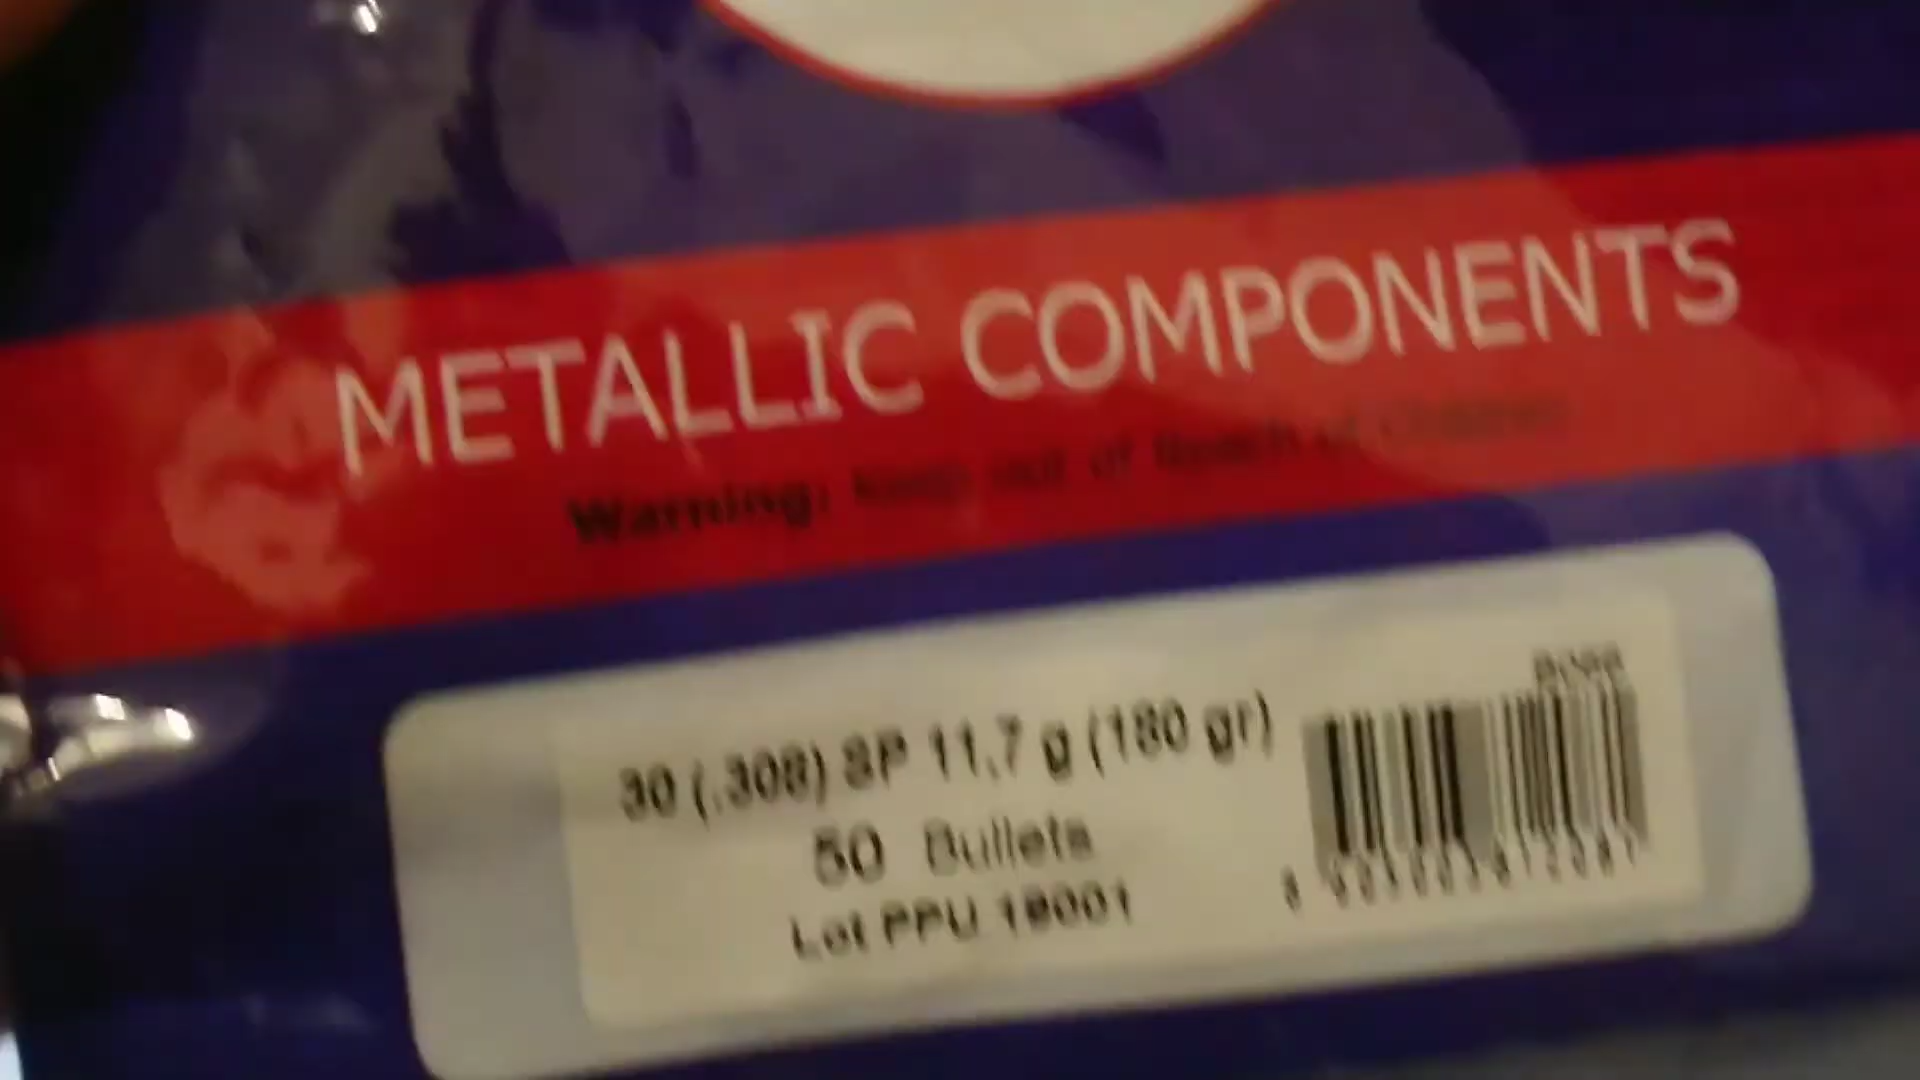 METALLIC COMPONENTS
Warning: Keep out of Reach of Children
30 (.308) SP 11,7 g (180 gr)
50 Bullets
Lot PPU 18001